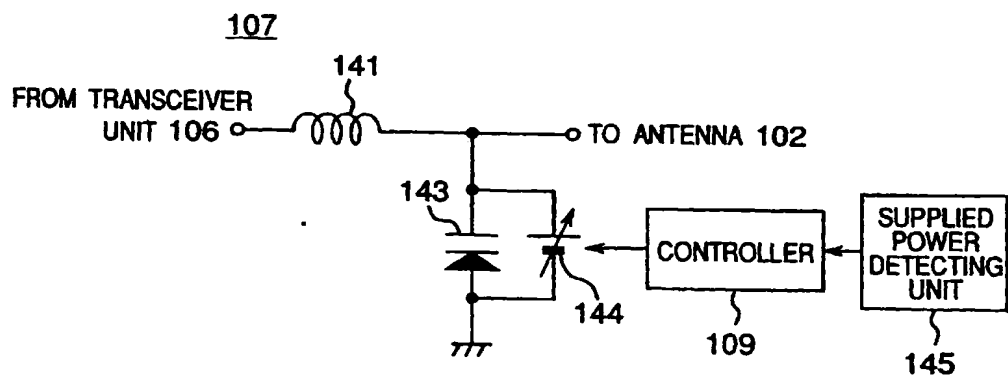 107
141
FROM TRANSCEIVER
UNIT 106
TO ANTENNA 102
143
144
CONTROLLER
109
SUPPLIED
POWER
DETECTING
UNIT
145